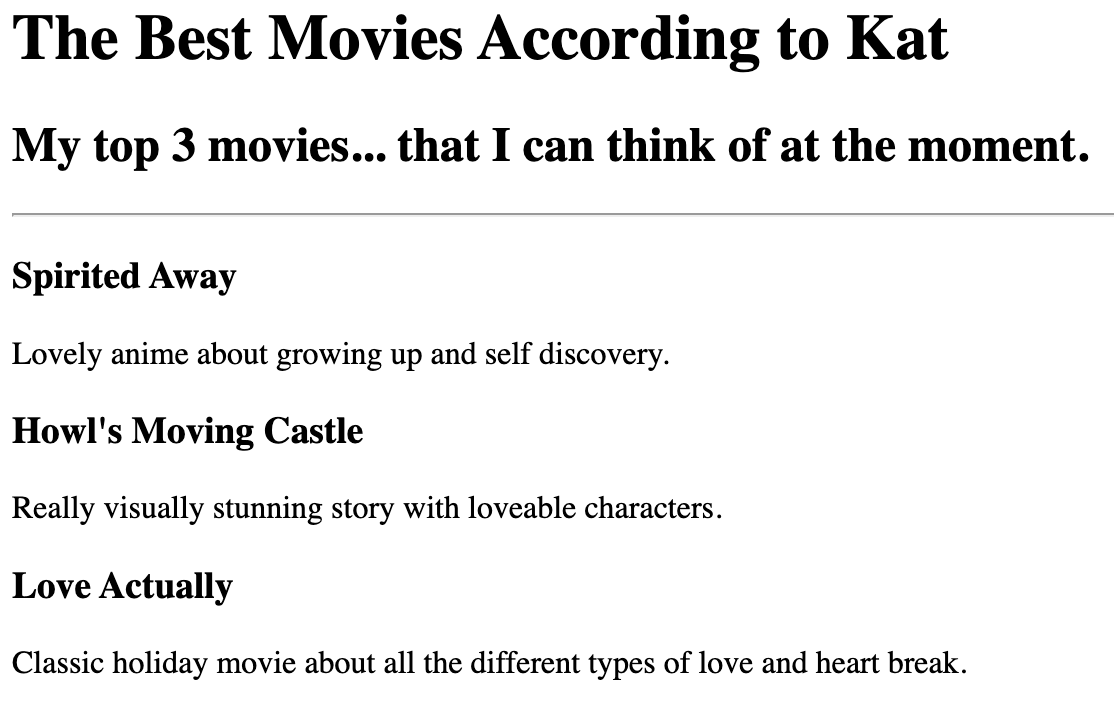 The Best Movies According to Kat
My top 3 movies... that I can think of at the moment.
Spirited Away
Lovely anime about growing up and self discovery.
Howl's Moving Castle
Really visually stunning story with loveable characters.
Love Actually
Classic holiday movie about all the different types of love and heart break.